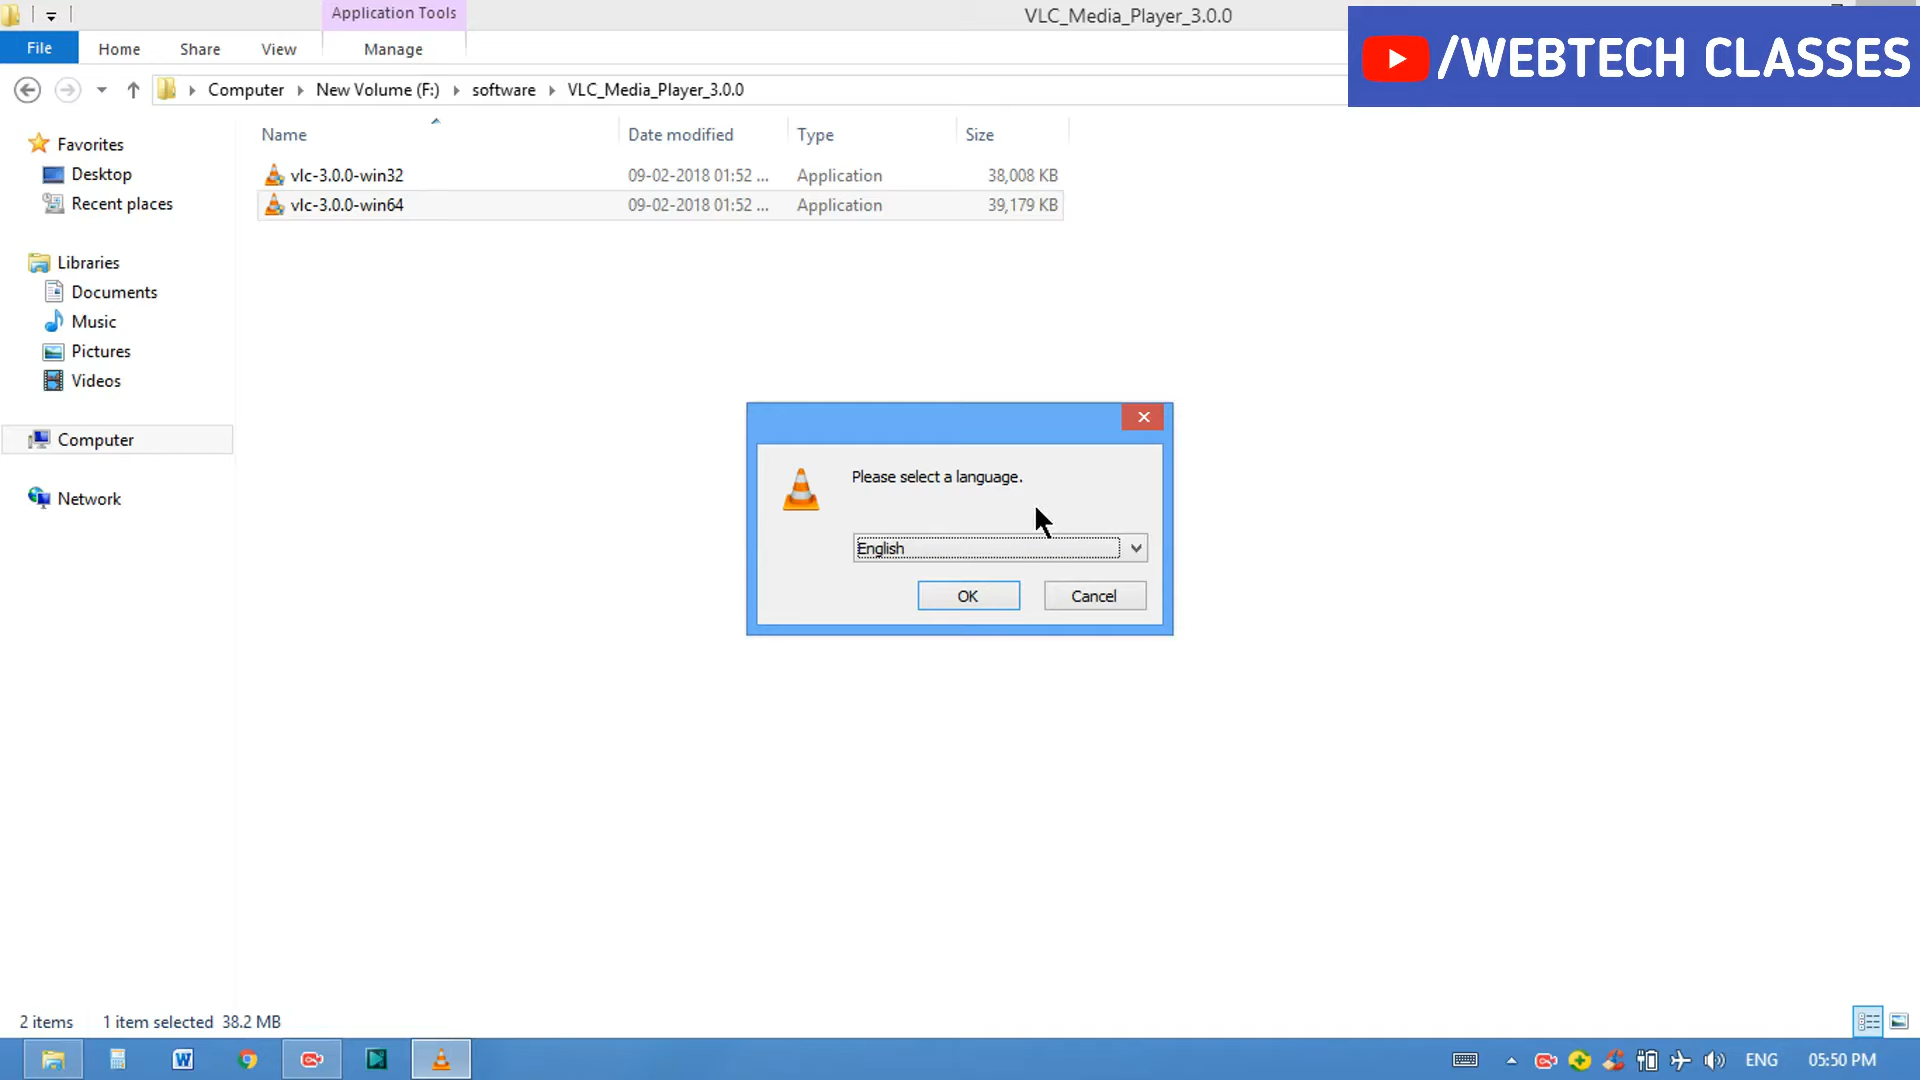 Application Tools
VLC_Media_Player_3.0.0
File
Home
Share
View
Manage
/WEBTECH CLASSES
Computer
New Volume (F:)
software
VLC_Media_Player_3.0.0
Name
Date modified
Type
Size
vlc-3.0.0-win32
09-02-2018 01:52 ...
Application
38,008 KB
vlc-3.0.0-win64
09-02-2018 01:52 ...
Application
39,179 KB
Favorites
Desktop
Recent places
Libraries
Documents
Music
Pictures
Videos
Computer
Network
Please select a language.
English
OK
Cancel
2 items
1 item selected 38.2 MB
ENG
05:50 PM